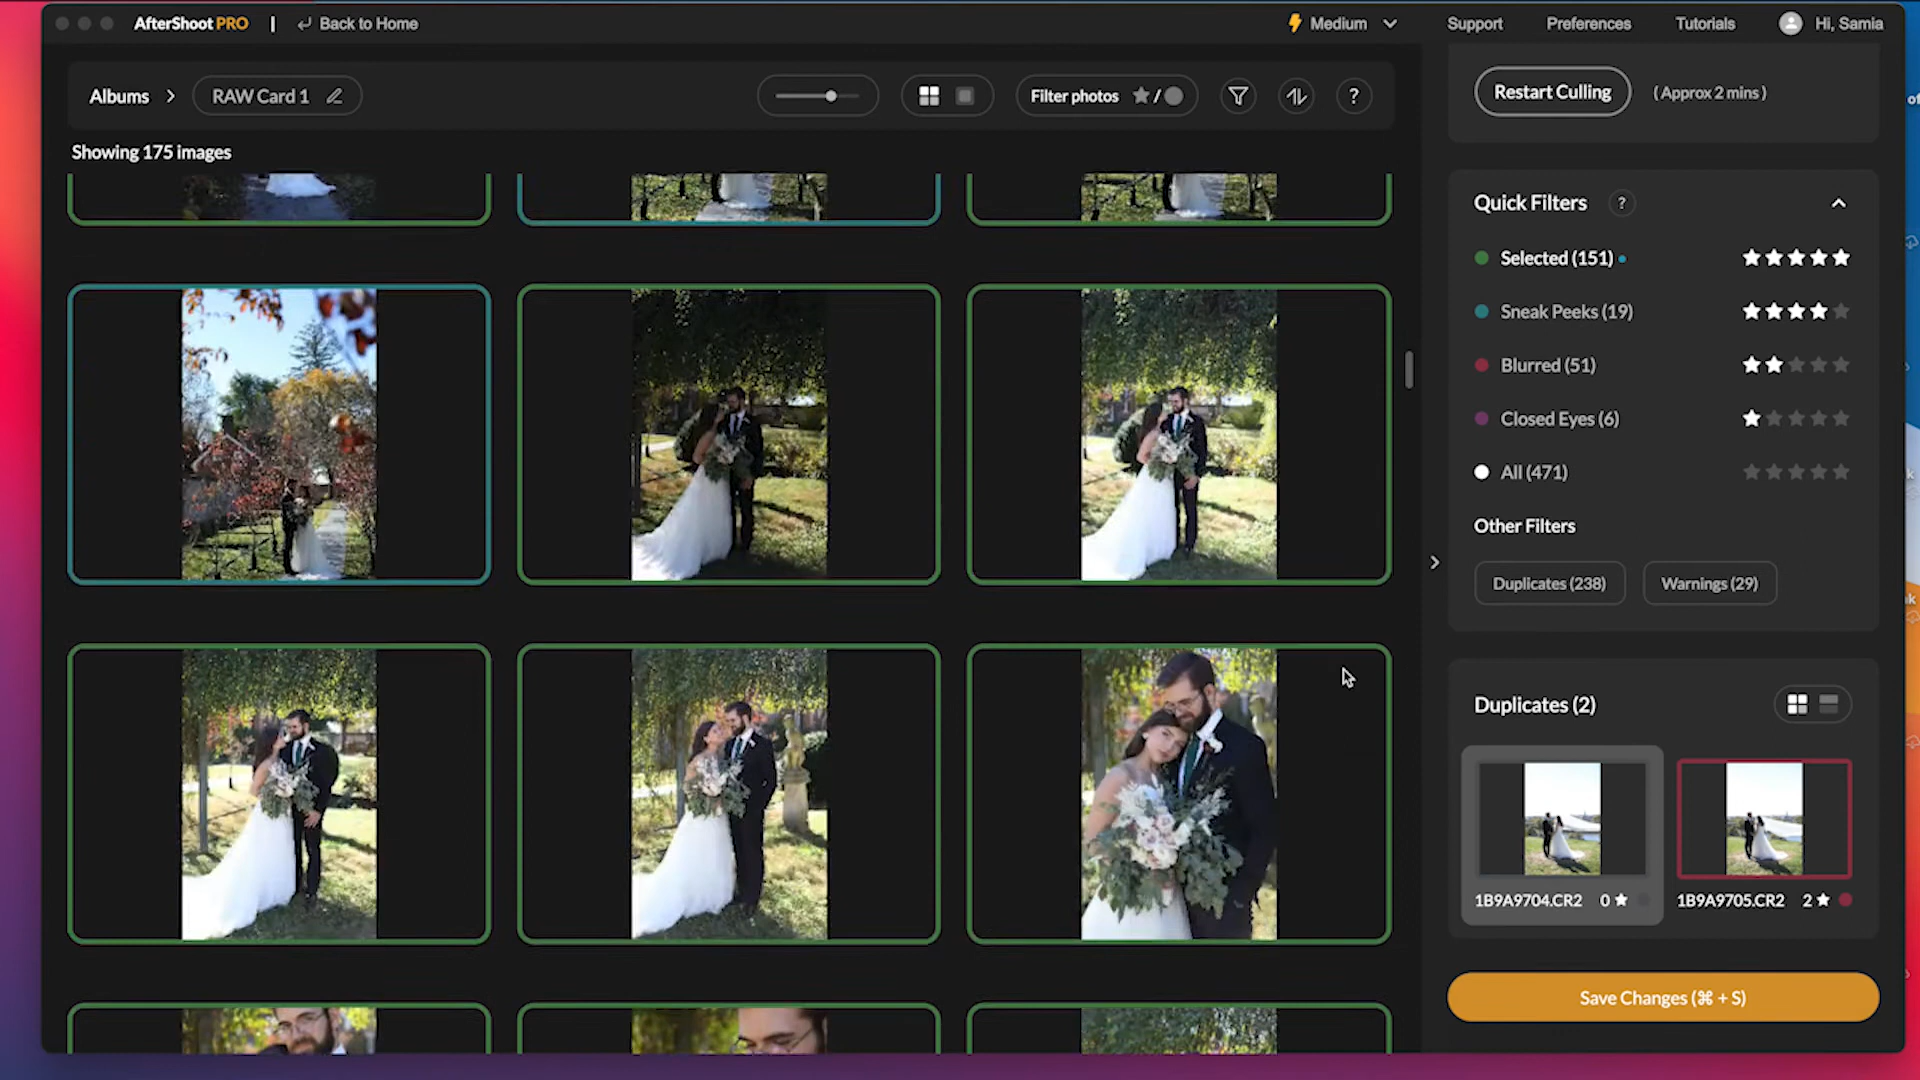 AfterShoot PRO | Back to Home
Medium
Support
Preferences
Tutorials
Hi, Samia
Albums > RAW Card 1
Filter photos /
?
Restart Culling
( Approx 2 mins )
Showing 175 images
Quick Filters ?
Selected (151)
Sneak Peeks (19)
Blurred (51)
Closed Eyes (6)
All (471)
Other Filters
Duplicates (238)
Warnings (29)
Duplicates (2)
1B9A9704.CR2 0
1B9A9705.CR2 2
Save Changes (⌘ + S)